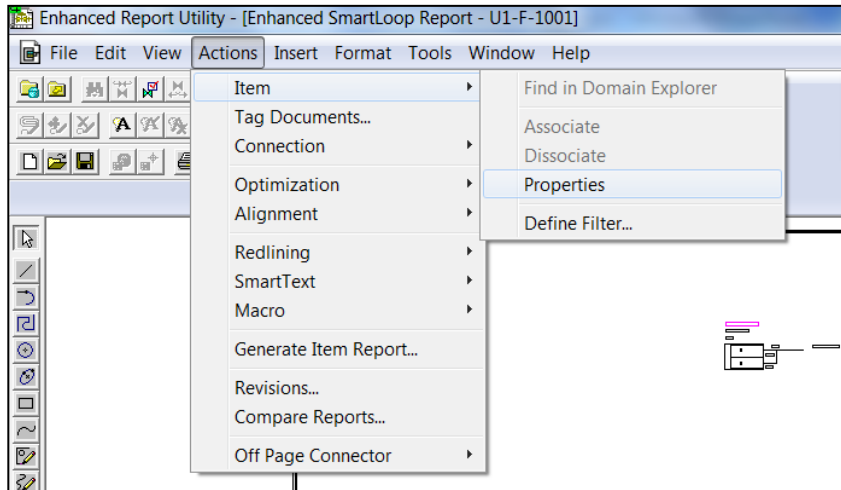 Enhanced Report Utility - [Enhanced SmartLoop Report - U1-F-1001]
File Edit View Actions Insert Format Tools Window Help
Item
Tag Documents...
Connection
Optimization
Alignment
Redlining
SmartText
Macro
Generate Item Report...
Revisions...
Compare Reports...
Off Page Connector
Find in Domain Explorer
Associate
Dissociate
Properties
Define Filter...